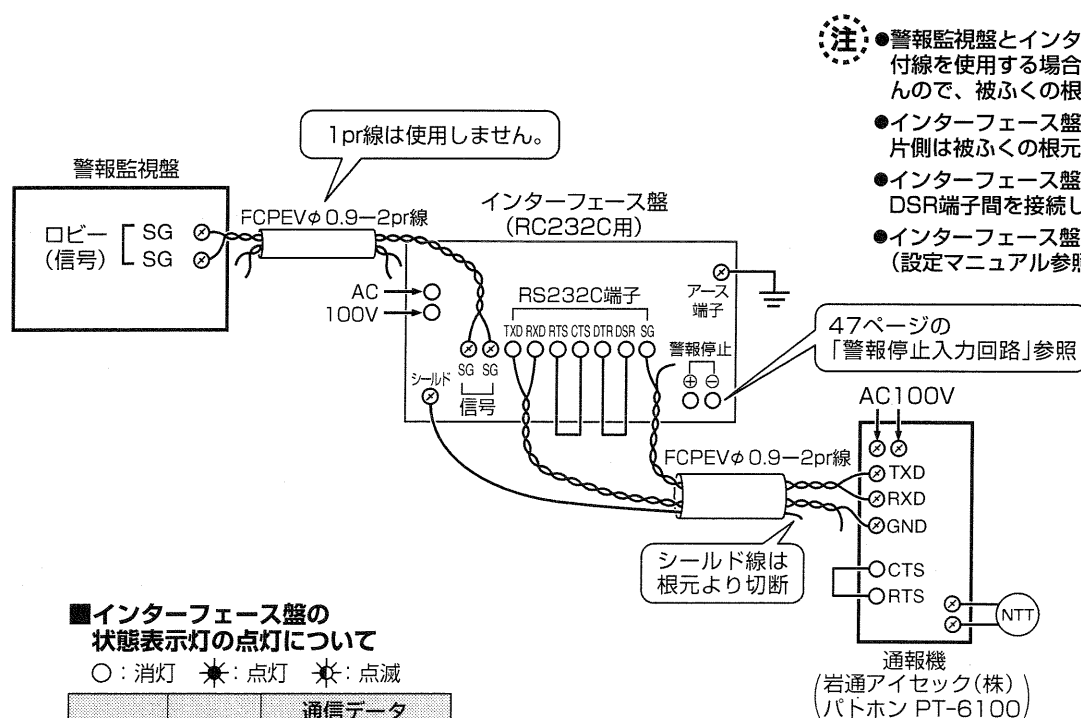 注 ●警報監視盤とインタ
付線を使用する場合
んので、被ふくの根
●インターフェース盤
片側は被ふくの根元
●インターフェース盤
DSR端子間を接続し
●インターフェース盤
(設定マニュアル参照
1pr線は使用しません。
警報監視盤
ロビー
(信号)
SG
SG
FCPEVφ0.9ー2pr線
インターフェース盤
(RC232C用)
AC
100V
RS232C端子
TXD RXD RTS CTS DTR DSR SG
アース
端子
警報停止
⊕ ⊖
SG SG
信号
シールド
47ページの
「警報停止入力回路」参照
AC100V
FCPEVφ0.9ー2pr線
TXD
RXD
GND
CTS
RTS
NTT
シールド線は
根元より切断
通報機
(岩通アイセック(株)
パトホン PT-6100)
■インターフェース盤の
状態表示灯の点灯について
○:消灯 :点灯 :点滅
通信データ